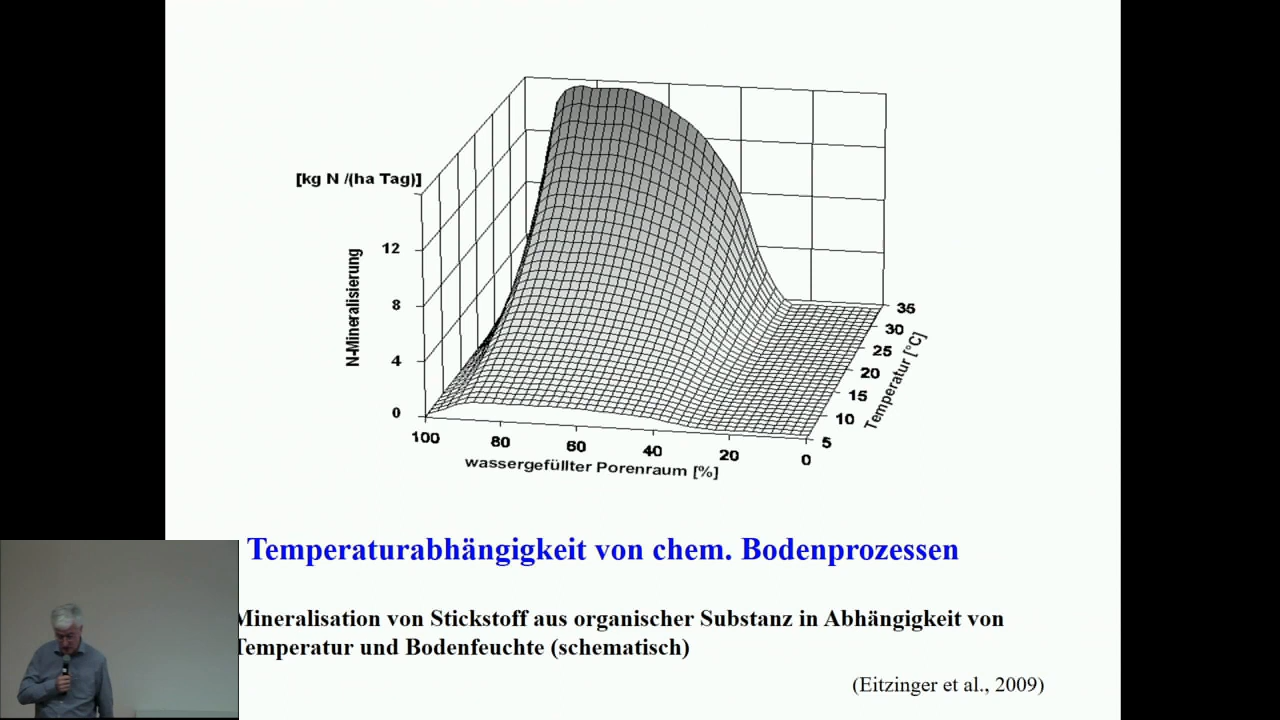 [kg N /(ha Tag)]
N-Mineralisierung
12
8
4
0
100
80
60
40
20
0
wassergefüllter Porenraum [%]
35
30
25
20
15
10
5
Temperatur [°C]
Temperaturabhängigkeit von chem. Bodenprozessen
Mineralisation von Stickstoff aus organischer Substanz in Abhängigkeit von
Temperatur und Bodenfeuchte (schematisch)
(Eitzinger et al., 2009)